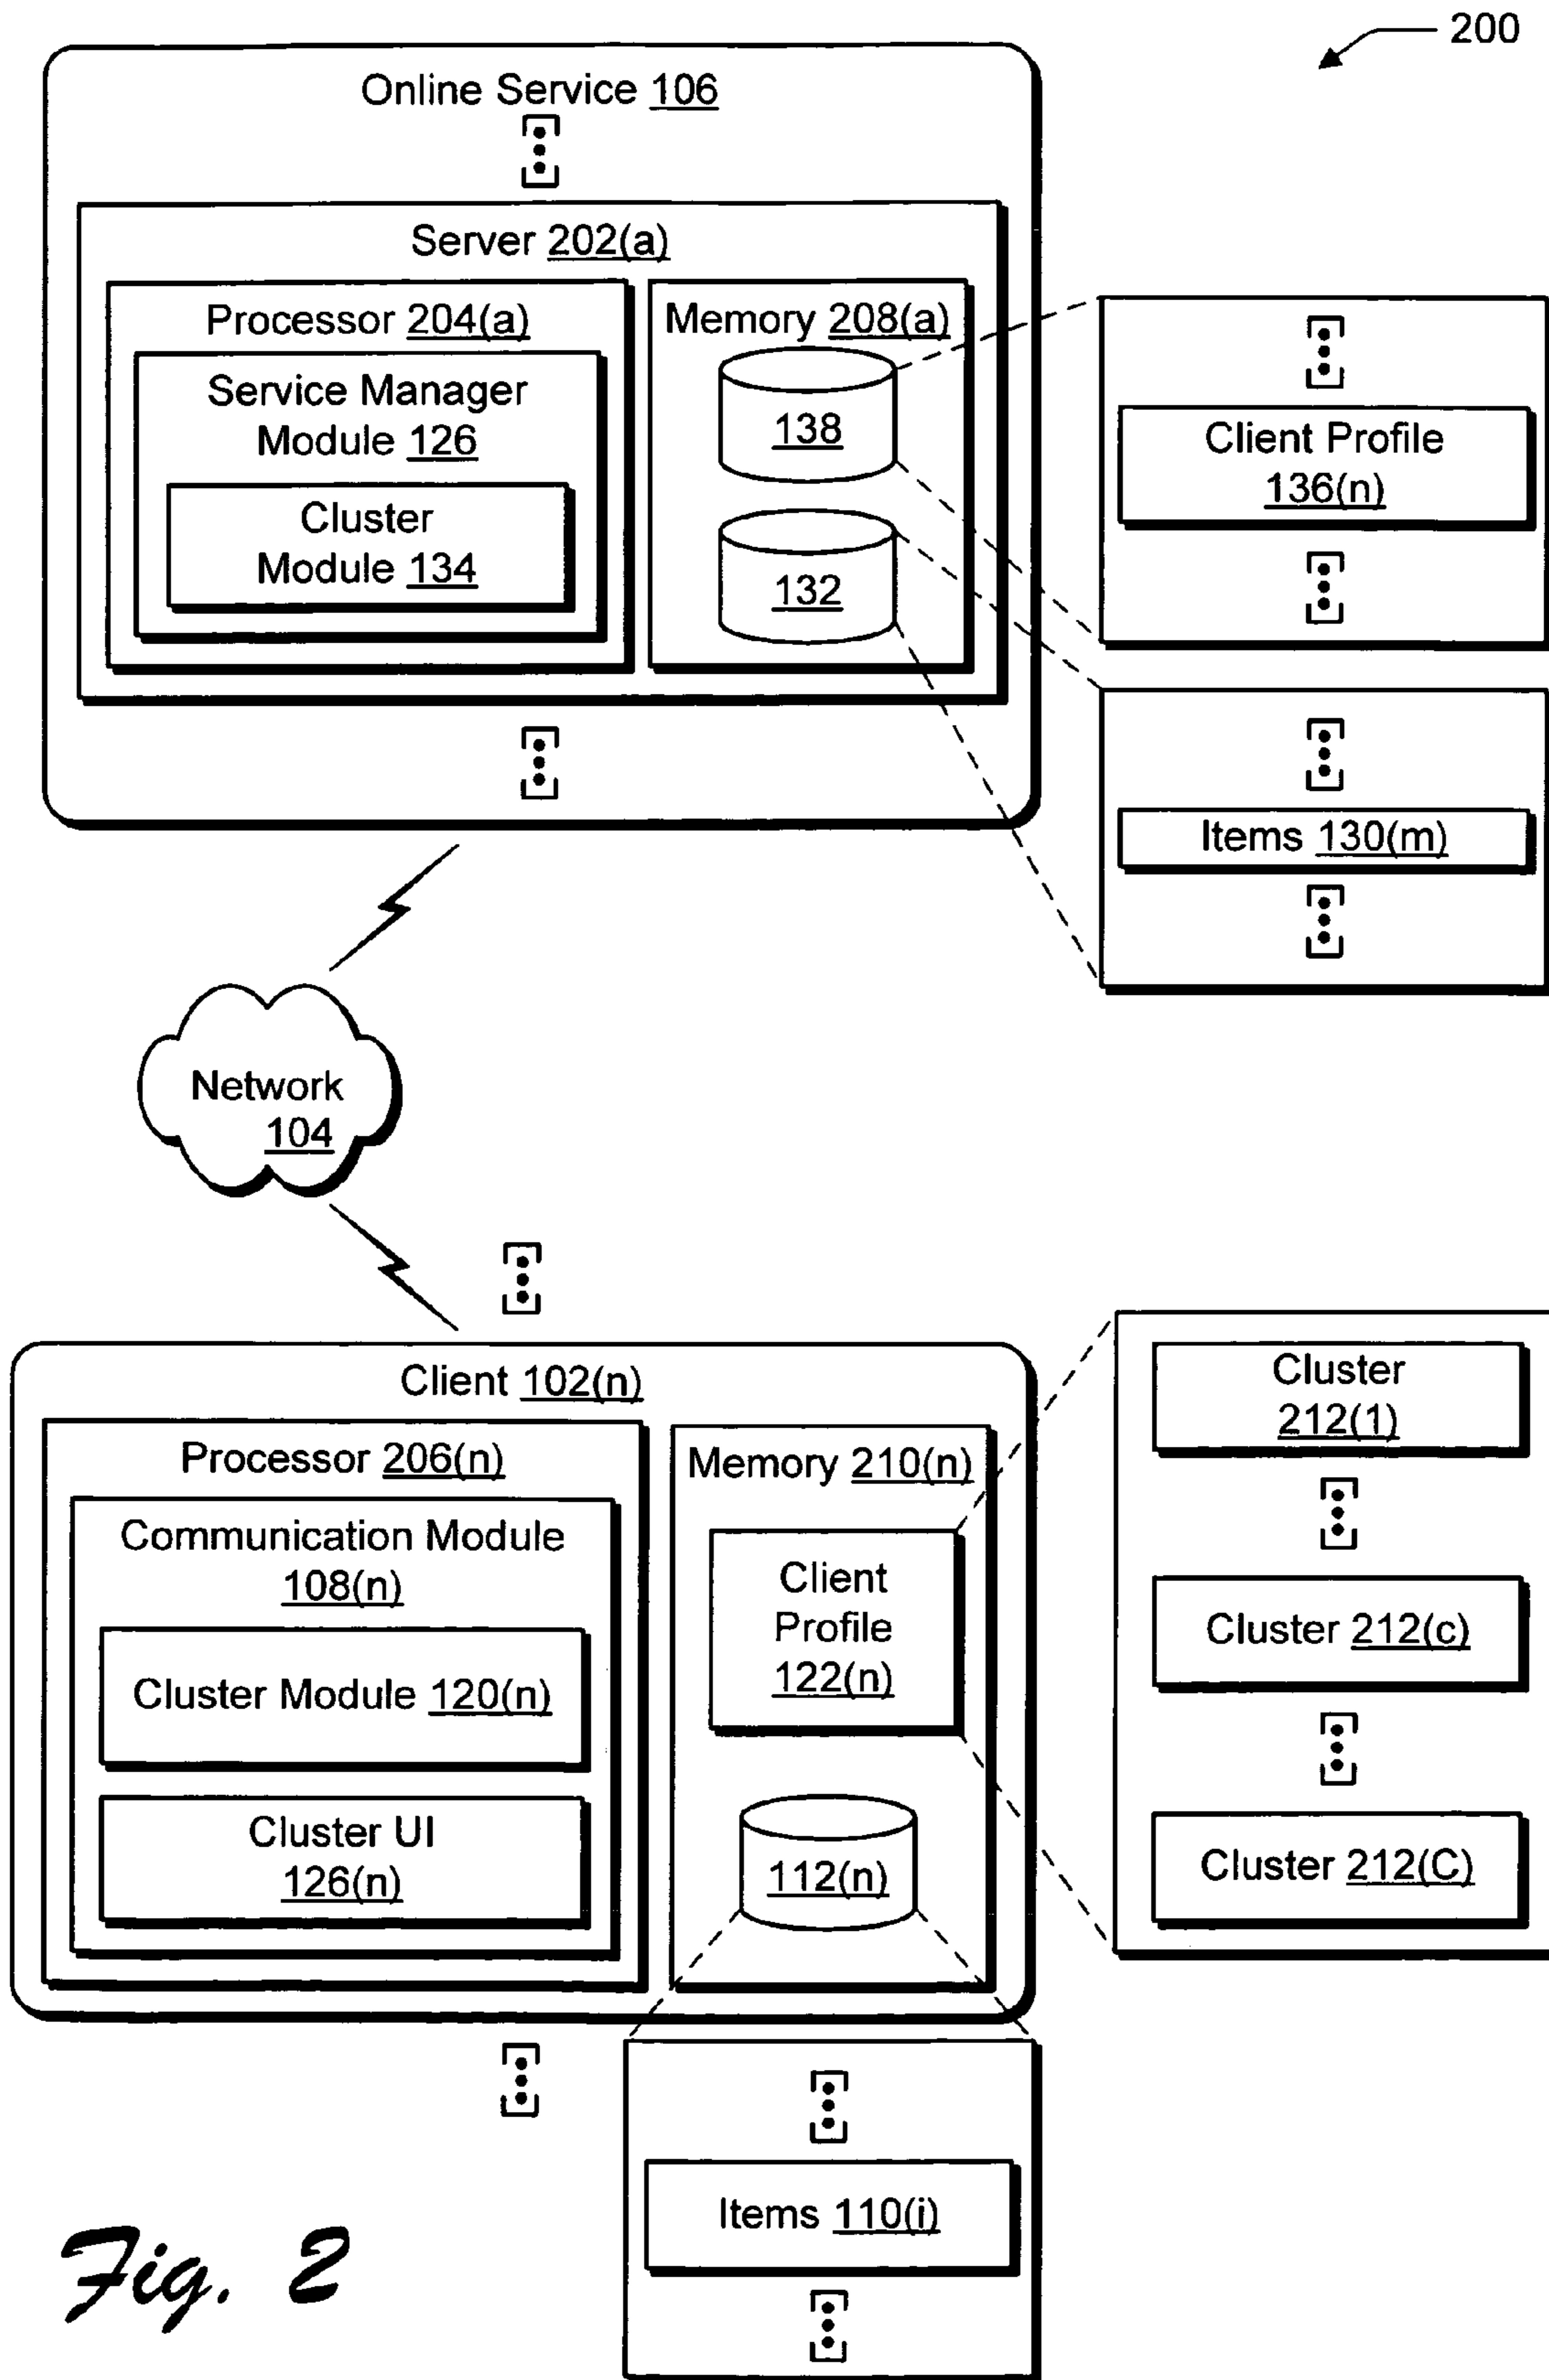 200
Online Service 106
Server 202(a)
Processor 204(a)
Service Manager
Module 126
Cluster
Module 134
Memory 208(a)
138
132
Client Profile
136(n)
Items 130(m)
Network
104
Client 102(n)
Processor 206(n)
Communication Module
108(n)
Cluster Module 120(n)
Cluster UI
126(n)
Memory 210(n)
Client
Profile
122(n)
112(n)
Cluster
212(1)
Cluster 212(c)
Cluster 212(C)
Items 110(i)
Fig. 2